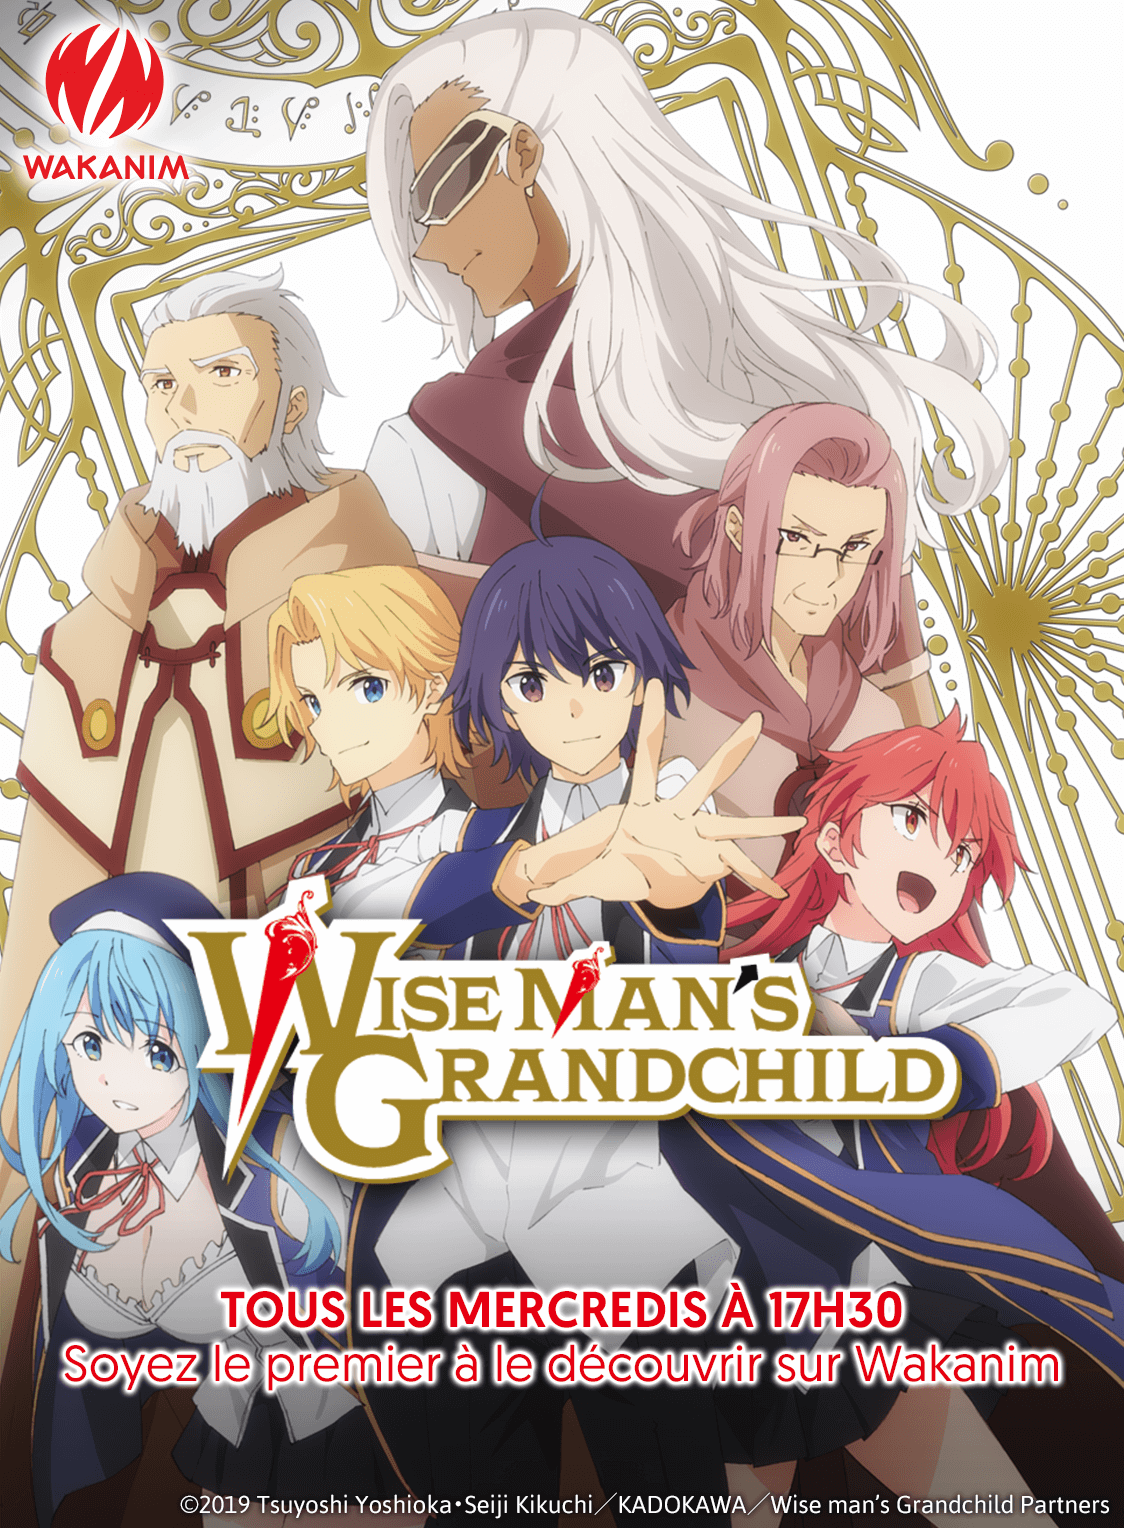 WAKANIM
WISE MAN'S
GRANDCHILD
TOUS LES MERCREDIS À 17H30
Soyez le premier à le découvrir sur Wakanim
©2019 Tsuyoshi Yoshioka・Seiji Kikuchi／KADOKAWA／Wise man's Grandchild Partners